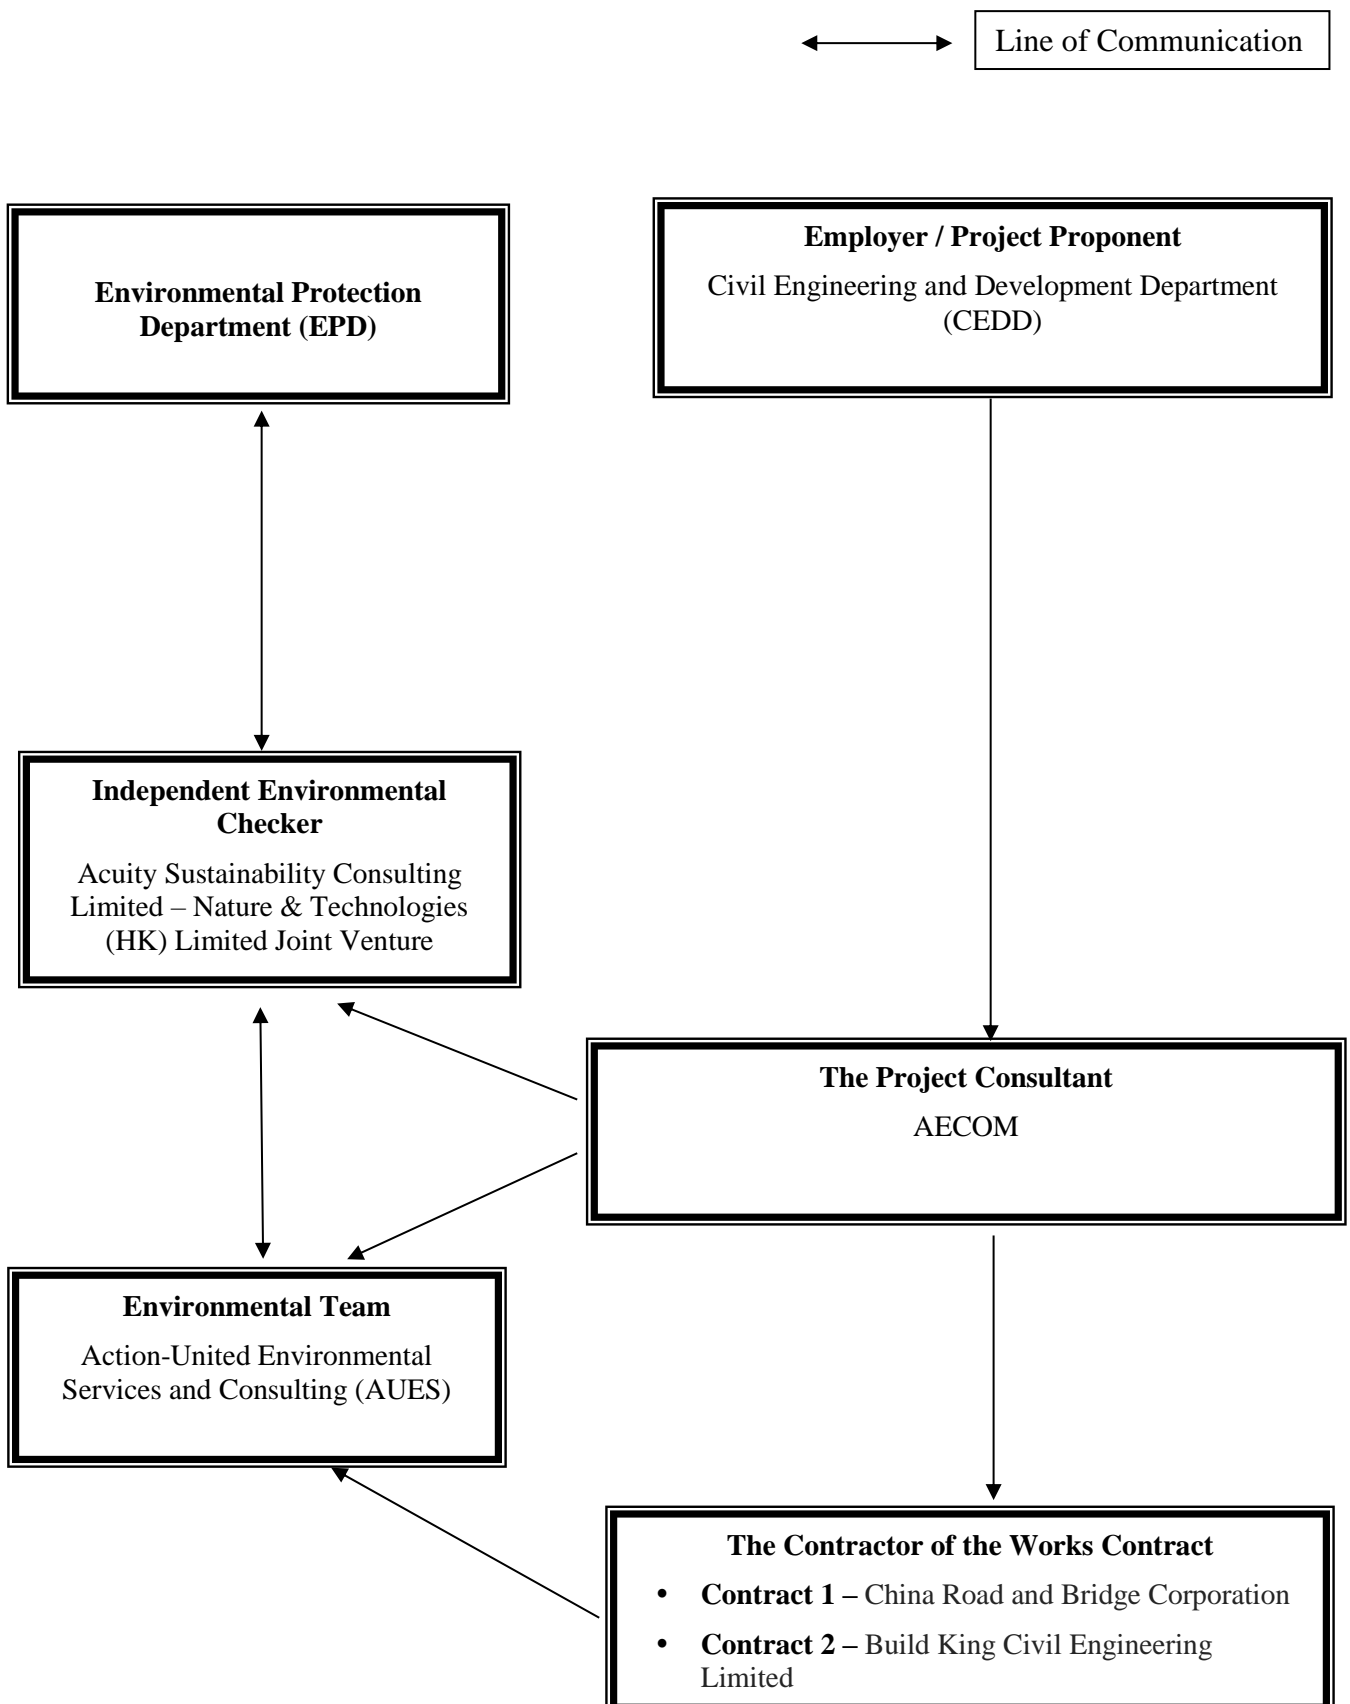 Line of Communication
Environmental Protection
Department (EPD)
Employer / Project Proponent
Civil Engineering and Development Department
(CEDD)
Independent Environmental
Checker
Acuity Sustainability Consulting
Limited – Nature & Technologies
(HK) Limited Joint Venture
The Project Consultant
AECOM
Environmental Team
Action-United Environmental
Services and Consulting (AUES)
The Contractor of the Works Contract
• Contract 1 – China Road and Bridge Corporation
• Contract 2 – Build King Civil Engineering
Limited